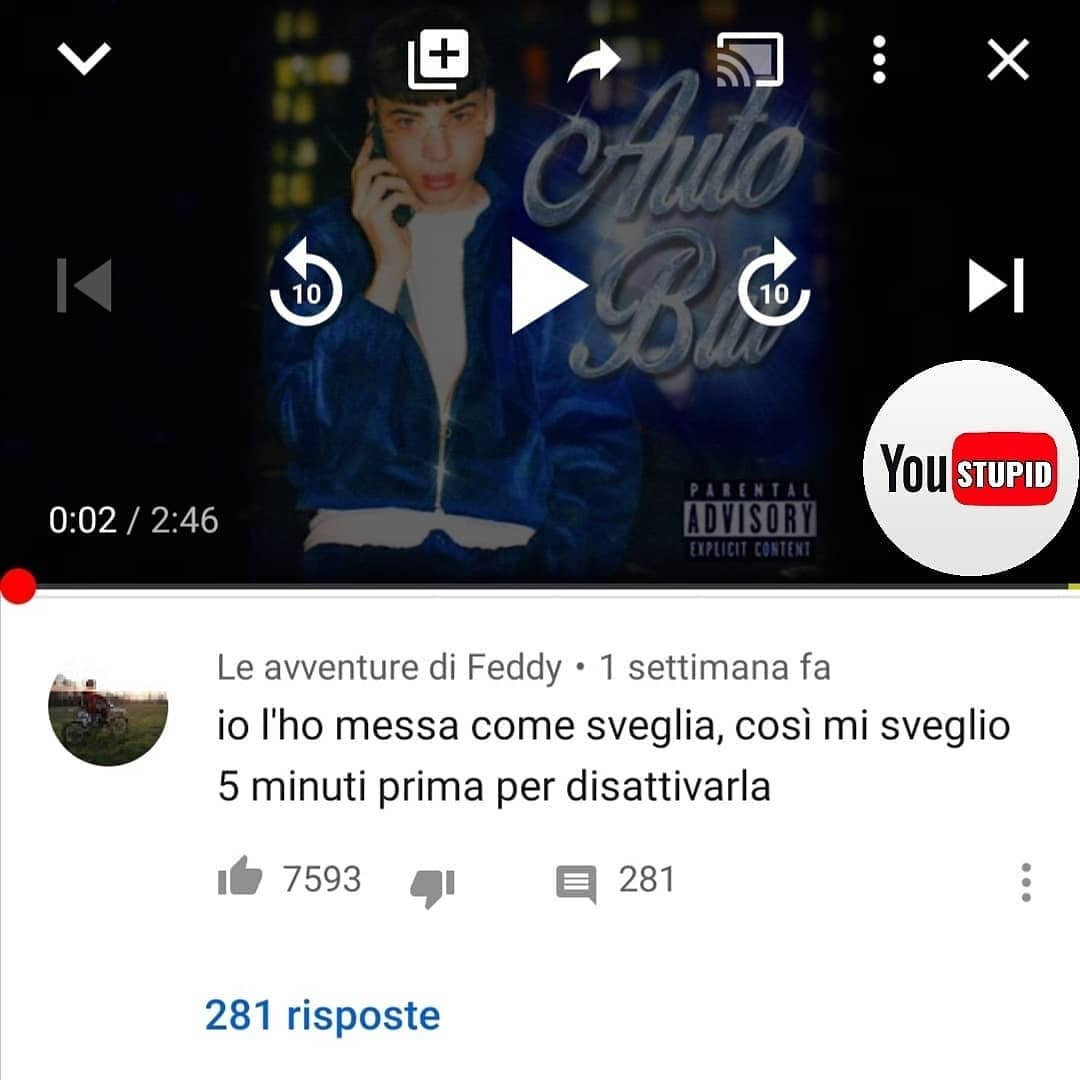 10
10
Auto
Blu
You STUPID
PARENTAL
ADVISORY
EXPLICIT CONTENT
0:02 / 2:46
Le avventure di Feddy • 1 settimana fa
io l'ho messa come sveglia, così mi sveglio
5 minuti prima per disattivarla
7593
281
281 risposte